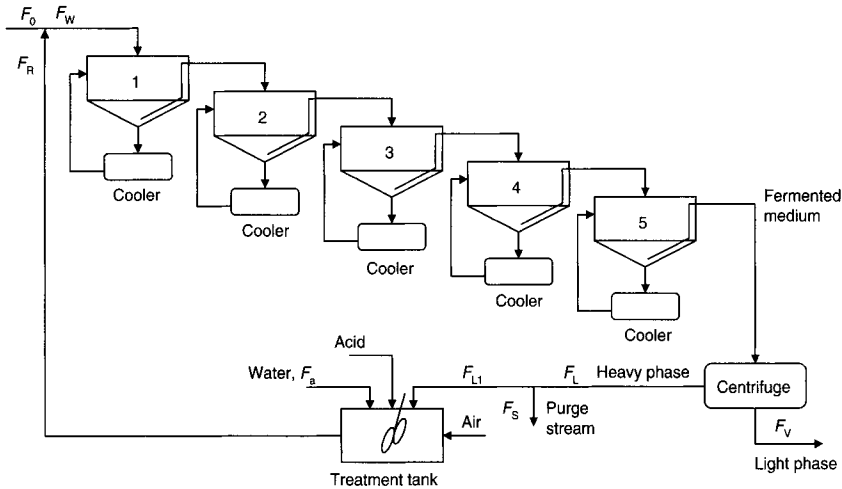 F0 FW
FR
1
Cooler
2
Cooler
3
Cooler
4
Cooler
5
Cooler
Fermented
medium
Acid
Water, Fa
FL1
FL
Heavy phase
Centrifuge
FS
Purge
stream
Air
FV
Light phase
Treatment tank